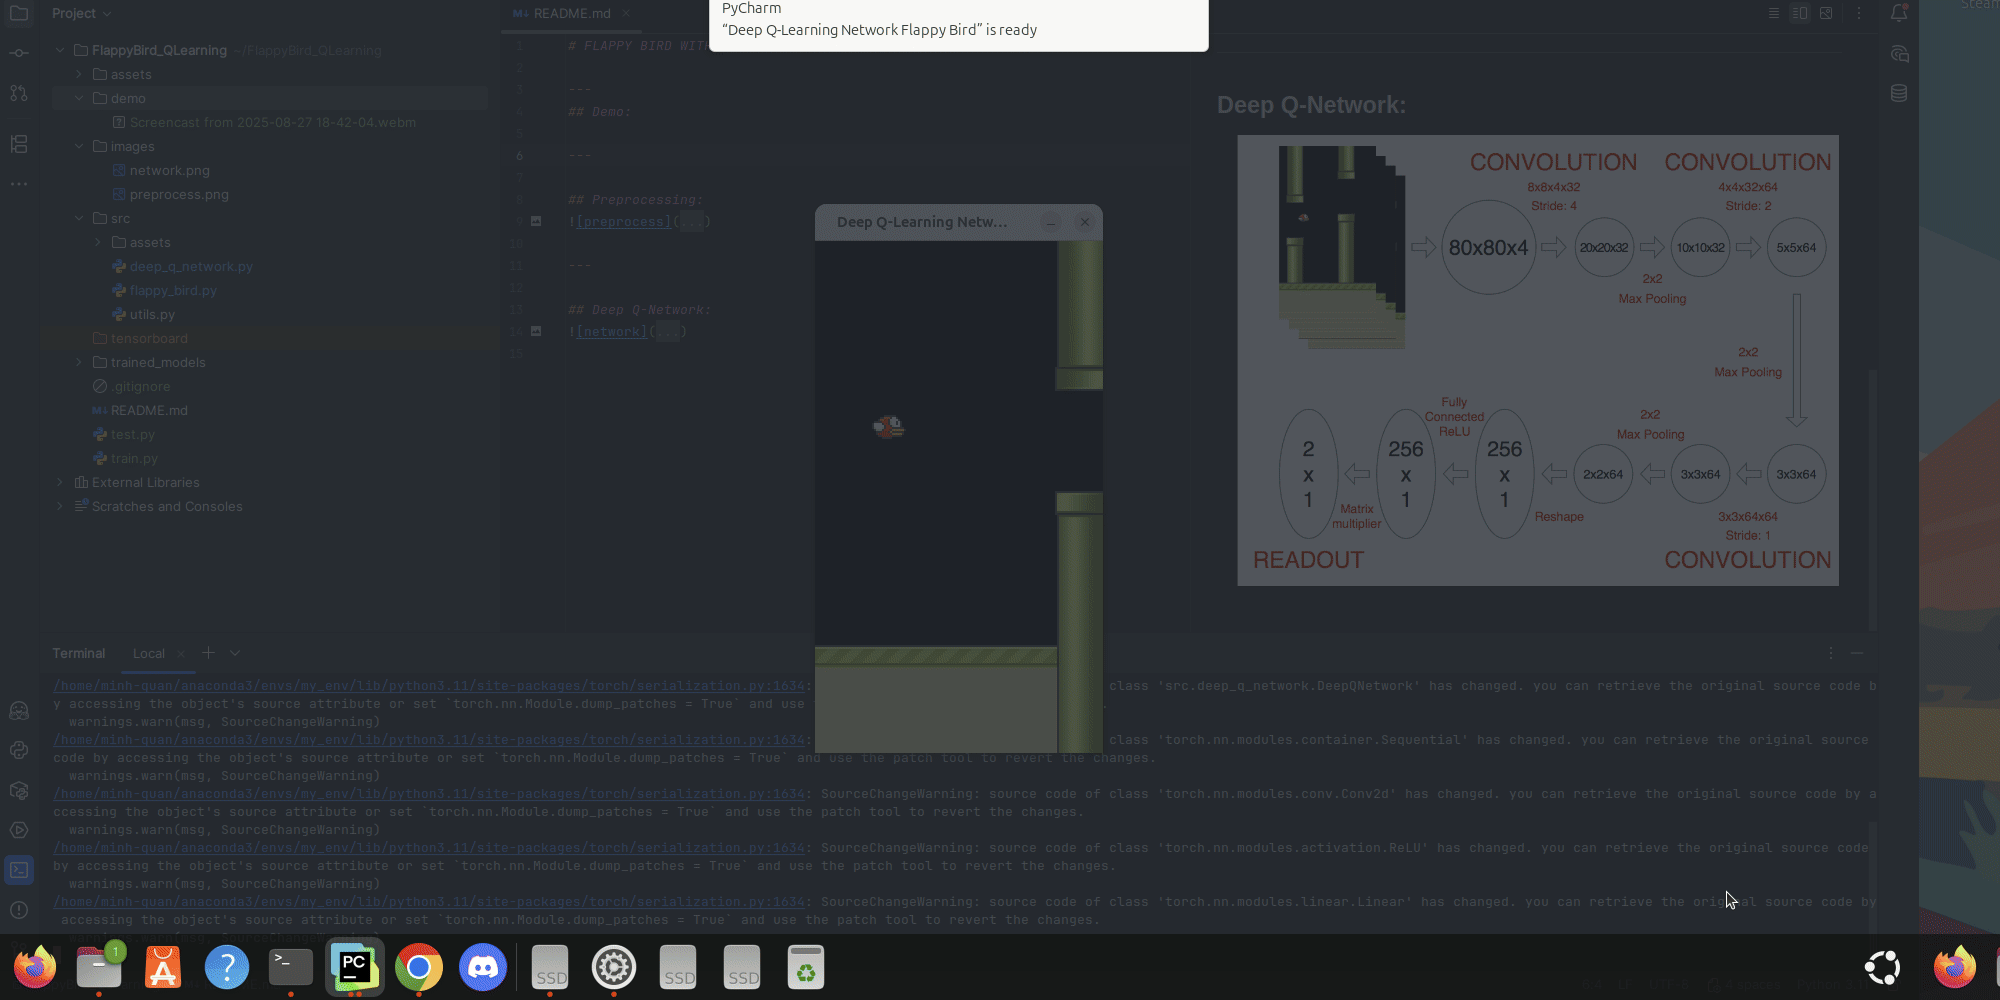 PyCharm
“Deep Q-Learning Network Flappy Bird” is ready
Steam
Project
README.md
FlappyBird_QLearning ~/FlappyBird_QLearning
assets
demo
Screencast from 2025-08-27 18-42-04.webm
images
network.png
preprocess.png
src
assets
deep_q_network.py
flappy_bird.py
utils.py
tensorboard
trained_models
.gitignore
README.md
test.py
train.py
External Libraries
Scratches and Consoles
1 # FLAPPY BIRD WIT
2
3 ---
4 ## Demo:
5
6 ---
7
8 ## Preprocessing:
9 ![preprocess](...)
10
11 ---
12
13 ## Deep Q-Network:
14 ![network](...)
15
Deep Q-Learning Netw...
Deep Q-Network:
CONVOLUTION CONVOLUTION
8x8x4x32 4x4x32x64
Stride: 4 Stride: 2
80x80x4 20x20x32 10x10x32 5x5x64
2x2
Max Pooling
2x2
Max Pooling
Fully
Connected
ReLU
2x2
Max Pooling
2 x 1
256 x 1
256 x 1
2x2x64 3x3x64 3x3x64
Matrix
multiplier
Reshape
3x3x64x64
Stride: 1
READOUT CONVOLUTION
Terminal Local
/home/minh-quan/anaconda3/envs/my_env/lib/python3.11/site-packages/torch/serialization.py:1634: class 'src.deep_q_network.DeepQNetwork' has changed. you can retrieve the original source code b
y accessing the object's source attribute or set `torch.nn.Module.dump_patches = True` and use
warnings.warn(msg, SourceChangeWarning)
/home/minh-quan/anaconda3/envs/my_env/lib/python3.11/site-packages/torch/serialization.py:1634: class 'torch.nn.modules.container.Sequential' has changed. you can retrieve the original source
code by accessing the object's source attribute or set `torch.nn.Module.dump_patches = True` and use the patch tool to revert the changes.
warnings.warn(msg, SourceChangeWarning)
/home/minh-quan/anaconda3/envs/my_env/lib/python3.11/site-packages/torch/serialization.py:1634: SourceChangeWarning: source code of class 'torch.nn.modules.conv.Conv2d' has changed. you can retrieve the original source code by a
ccessing the object's source attribute or set `torch.nn.Module.dump_patches = True` and use the patch tool to revert the changes.
warnings.warn(msg, SourceChangeWarning)
/home/minh-quan/anaconda3/envs/my_env/lib/python3.11/site-packages/torch/serialization.py:1634: SourceChangeWarning: source code of class 'torch.nn.modules.activation.ReLU' has changed. you can retrieve the original source code
by accessing the object's source attribute or set `torch.nn.Module.dump_patches = True` and use the patch tool to revert the changes.
warnings.warn(msg, SourceChangeWarning)
/home/minh-quan/anaconda3/envs/my_env/lib/python3.11/site-packages/torch/serialization.py:1634: SourceChangeWarning: source code of class 'torch.nn.modules.linear.Linear' has changed. you can retrieve the original source code by
accessing the object's source attribute or set `torch.nn.Module.dump_patches = True` and use the patch tool to revert the changes.
1
PC
SSD
SSD
SSD